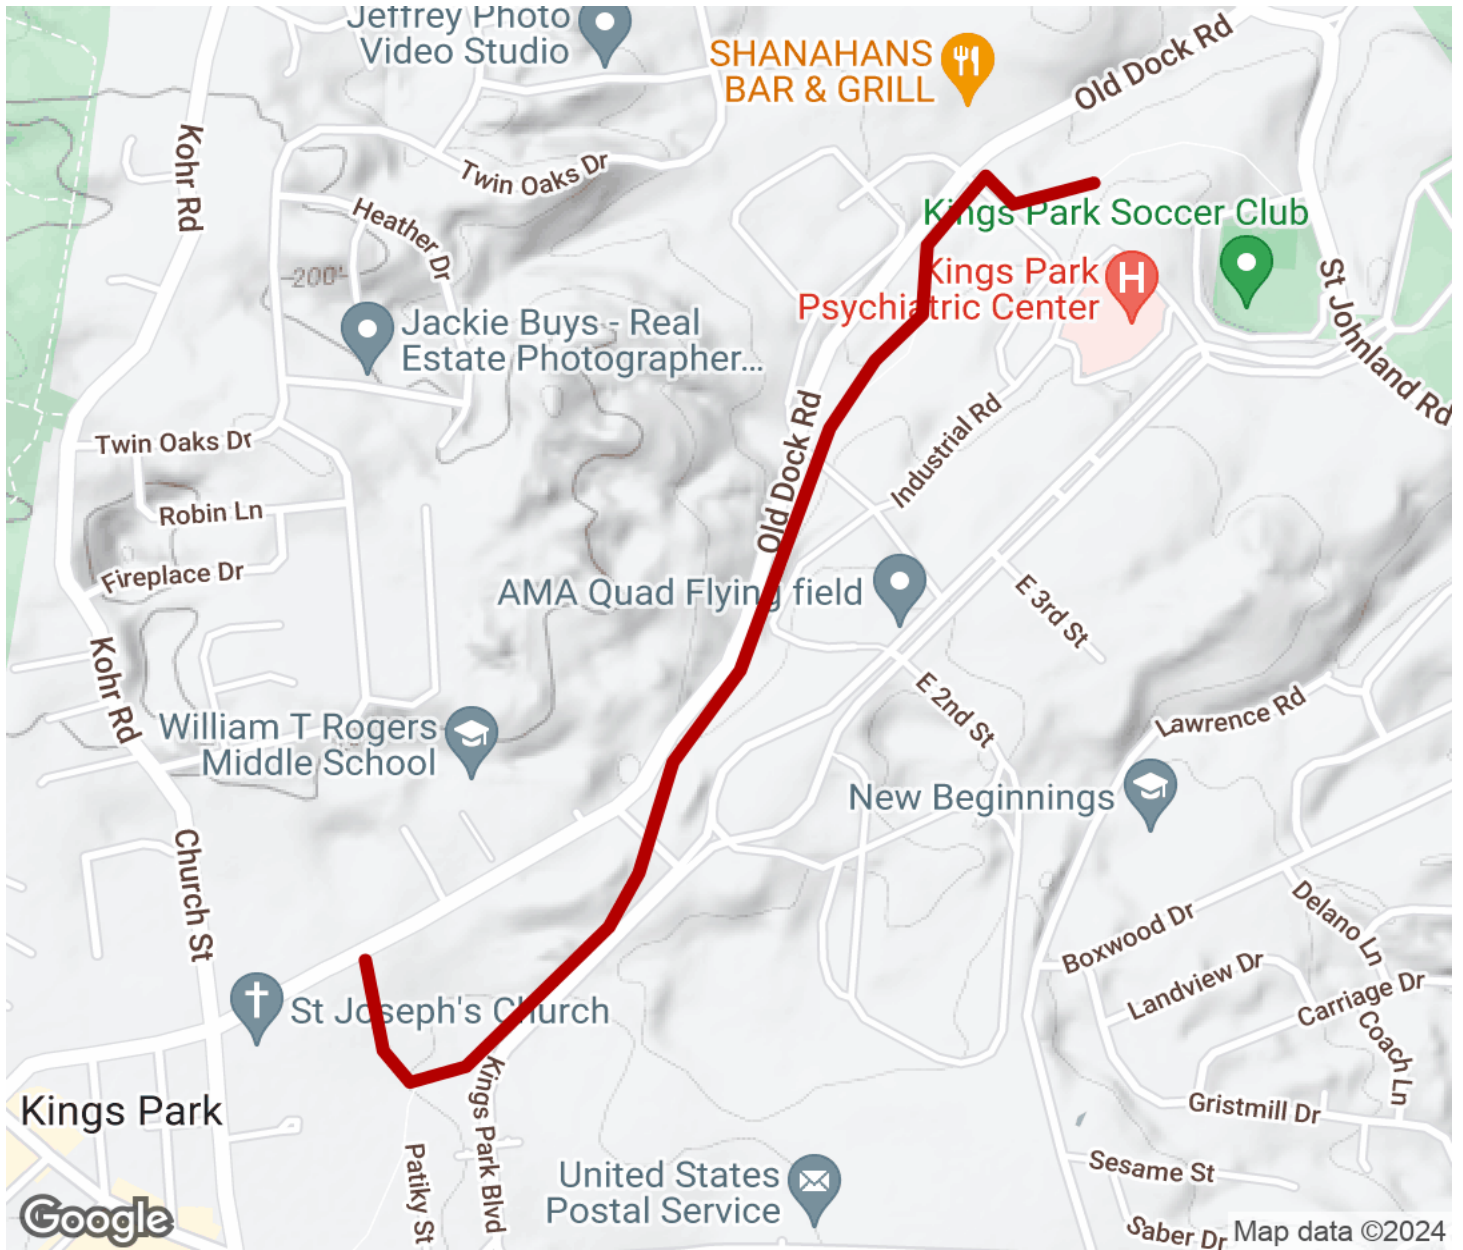 Jeffrey Photo
Video Studio
SHANAHANS
BAR & GRILL
Old Dock Rd
Kohr Rd
Twin Oaks Dr
Heather Dr
200'
Kings Park Soccer Club
Kings Park
Psychiatric Center
St Johnland Rd
Jackie Buys - Real
Estate Photographer...
Old Dock Rd
Industrial Rd
Twin Oaks Dr
Robin Ln
Fireplace Dr
AMA Quad Flying field
E 3rd St
Kohr Rd
E 2nd St
Lawrence Rd
William T Rogers
Middle School
New Beginnings
Church St
Boxwood Dr
Delano Ln
Landview Dr
Carriage Dr
St Joseph's Church
Coach Ln
Kings Park
Kings Park Blvd
Gristmill Dr
Patiky St
United States
Postal Service
Sesame St
Saber Dr
Google
Map data ©2024